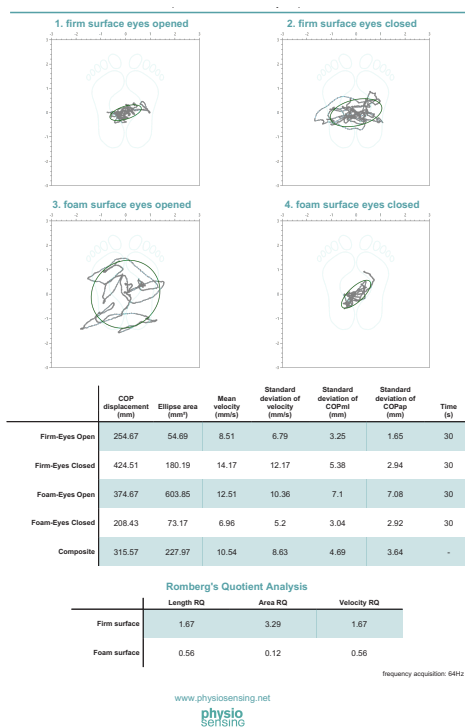 1. firm surface eyes opened
2. firm surface eyes closed
3. foam surface eyes opened
4. foam surface eyes closed
COP displacement (mm) Ellipse area (mm²) Mean velocity (mm/s) Standard deviation of velocity (mm/s) Standard deviation of COPml (mm) Standard deviation of COPap (mm) Time (s)
Firm-Eyes Open 254.67 54.69 8.51 6.79 3.25 1.65 30
Firm-Eyes Closed 424.51 180.19 14.17 12.17 5.38 2.94 30
Foam-Eyes Open 374.67 603.85 12.51 10.36 7.1 7.08 30
Foam-Eyes Closed 208.43 73.17 6.96 5.2 3.04 2.92 30
Composite 315.57 227.97 10.54 8.63 4.69 3.64 -
Romberg's Quotient Analysis
Length RQ Area RQ Velocity RQ
Firm surface 1.67 3.29 1.67
Foam surface 0.56 0.12 0.56
frequency acquisition: 64Hz
www.physiosensing.net
physio
sensing